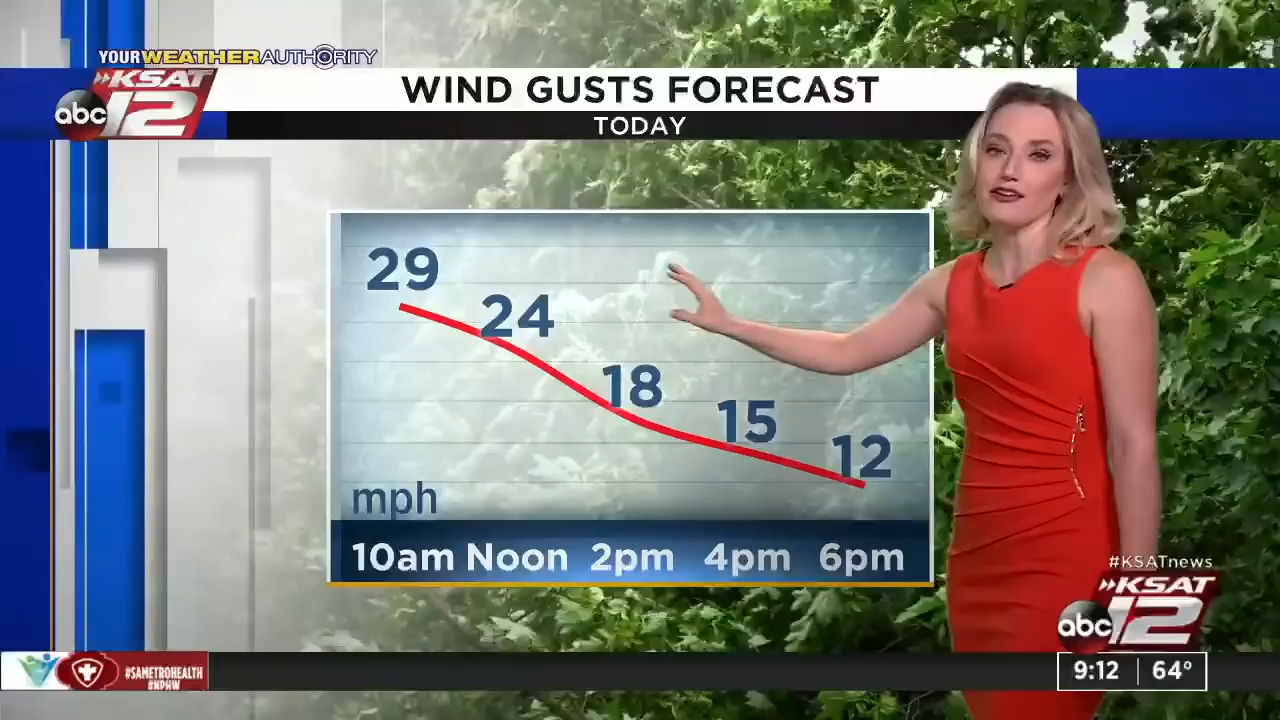 YOUR WEATHER AUTHORITY
KSAT
abc 12
WIND GUSTS FORECAST
TODAY
29
24
18
15
12
mph
10am Noon 2pm 4pm 6pm
#KSATnews
KSAT
abc 12
#SAMETROHEALTH
#NPHW
9:12 64°